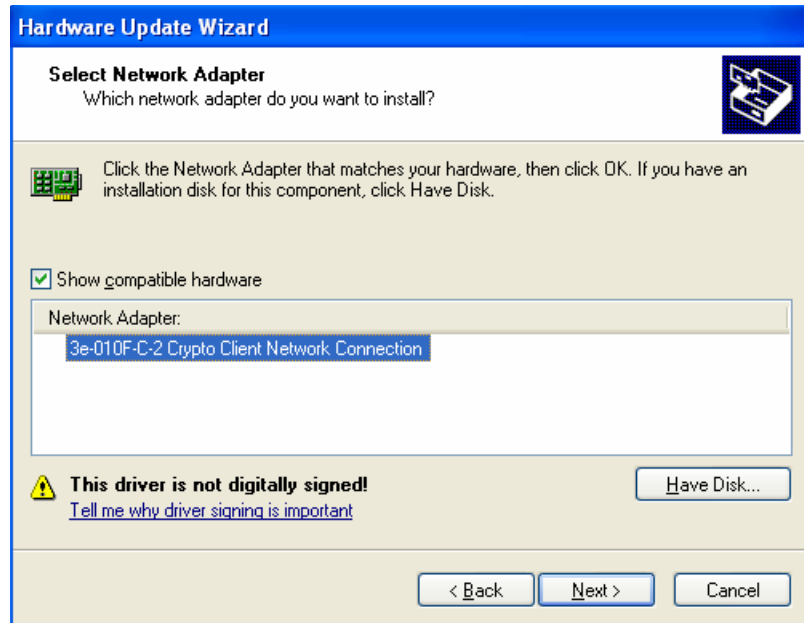 Hardware Update Wizard
Select Network Adapter
Which network adapter do you want to install?
Click the Network Adapter that matches your hardware, then click OK. If you have an
installation disk for this component, click Have Disk.
Show compatible hardware
Network Adapter:
3e-010F-C-2 Crypto Client Network Connection
This driver is not digitally signed!
Have Disk...
Tell me why driver signing is important
< Back
Next >
Cancel